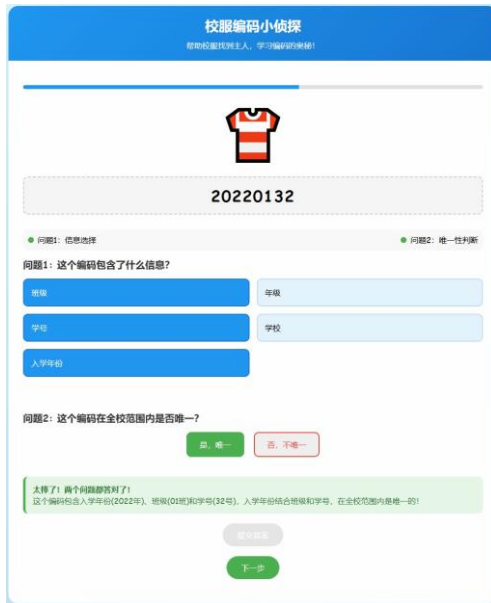 校服编码小侦探
帮助校服找到主人，学习编码的奥秘！
20220132
问题1：信息选择
问题2：唯一性判断
问题1：这个编码包含了什么信息？
班级
年级
学号
学校
入学年份
问题2：这个编码在全校范围内是否唯一？
是，唯一
否，不唯一
太棒了！两个问题都答对了！
这个编码包含入学年份(2022年)、班级(01班)和学号(32号)，入学年份结合班级和学号，在全校范围内是唯一的！
提交答案
下一步